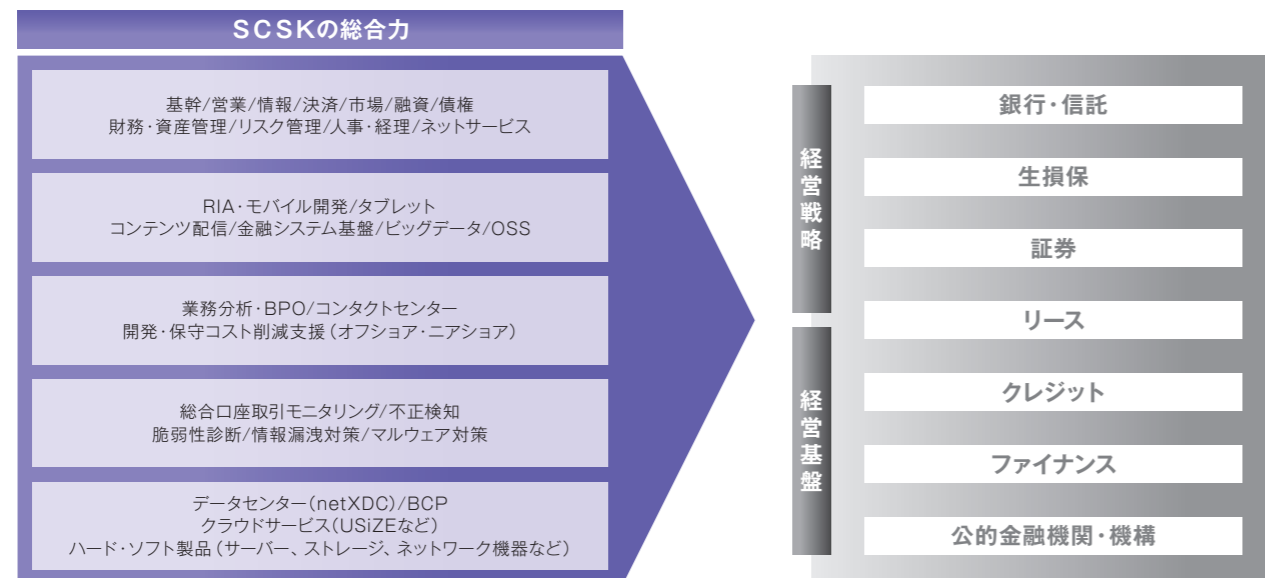 SCSKの総合力
基幹/営業/情報/決済/市場/融資/債権
財務・資産管理/リスク管理/人事・経理/ネットサービス
RIA・モバイル開発/タブレット
コンテンツ配信/金融システム基盤/ビッグデータ/OSS
業務分析・BPO/コンタクトセンター
開発・保守コスト削減支援（オフショア・ニアショア）
総合口座取引モニタリング/不正検知
脆弱性診断/情報漏洩対策/マルウェア対策
データセンター（netXDC）/BCP
クラウドサービス（USiZEなど）
ハード・ソフト製品（サーバー、ストレージ、ネットワーク機器など）
経営戦略
経営基盤
銀行・信託
生損保
証券
リース
クレジット
ファイナンス
公的金融機関・機構